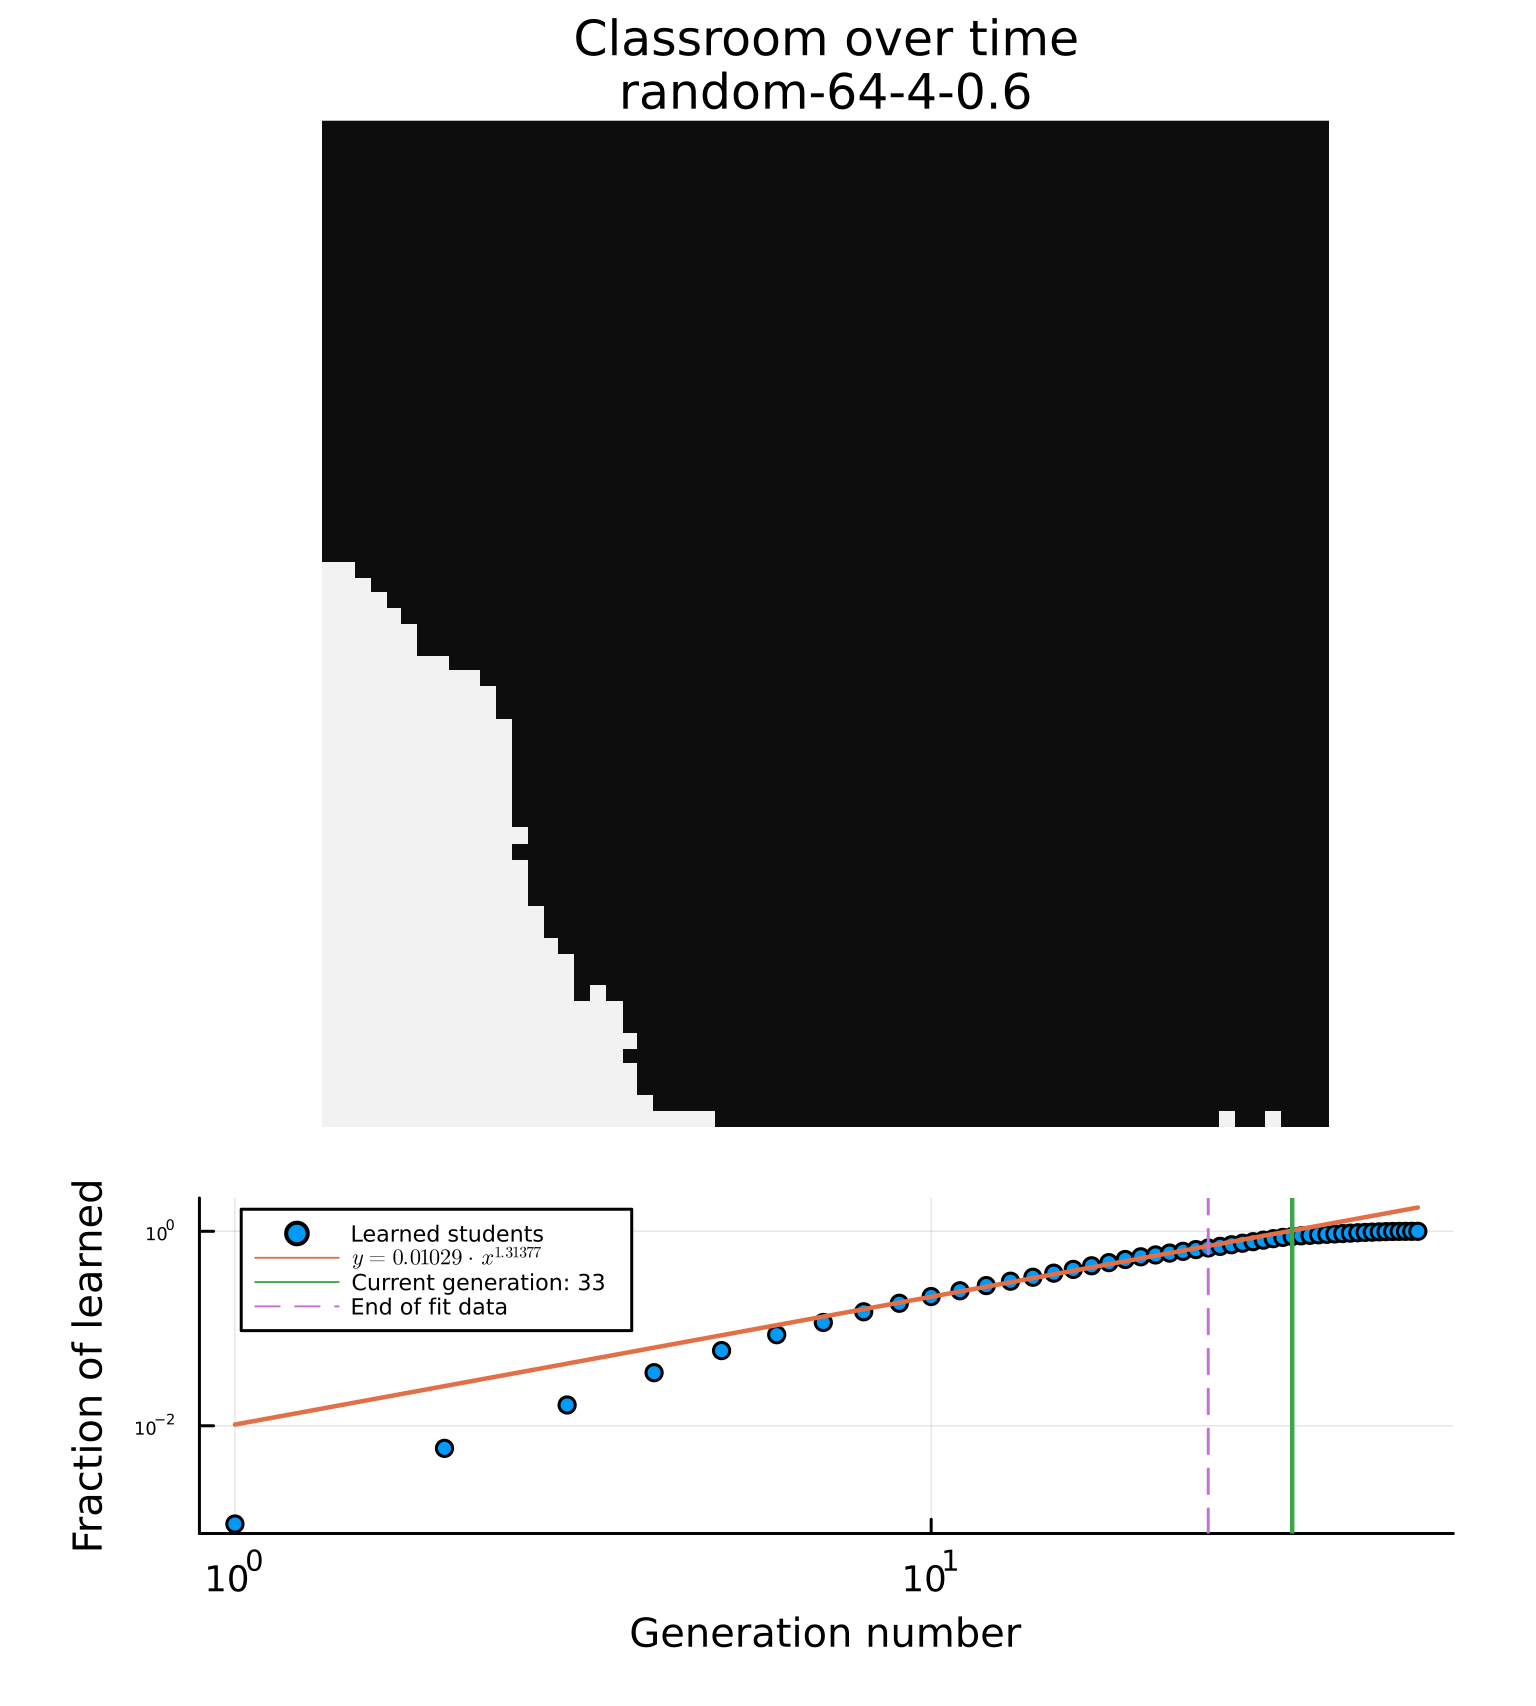 Classroom over time
random-64-4-0.6
Fraction of learned
10^0
10^-2
Learned students
y = 0.01029 · x^1.31377
Current generation: 33
End of fit data
10^0
10^1
Generation number